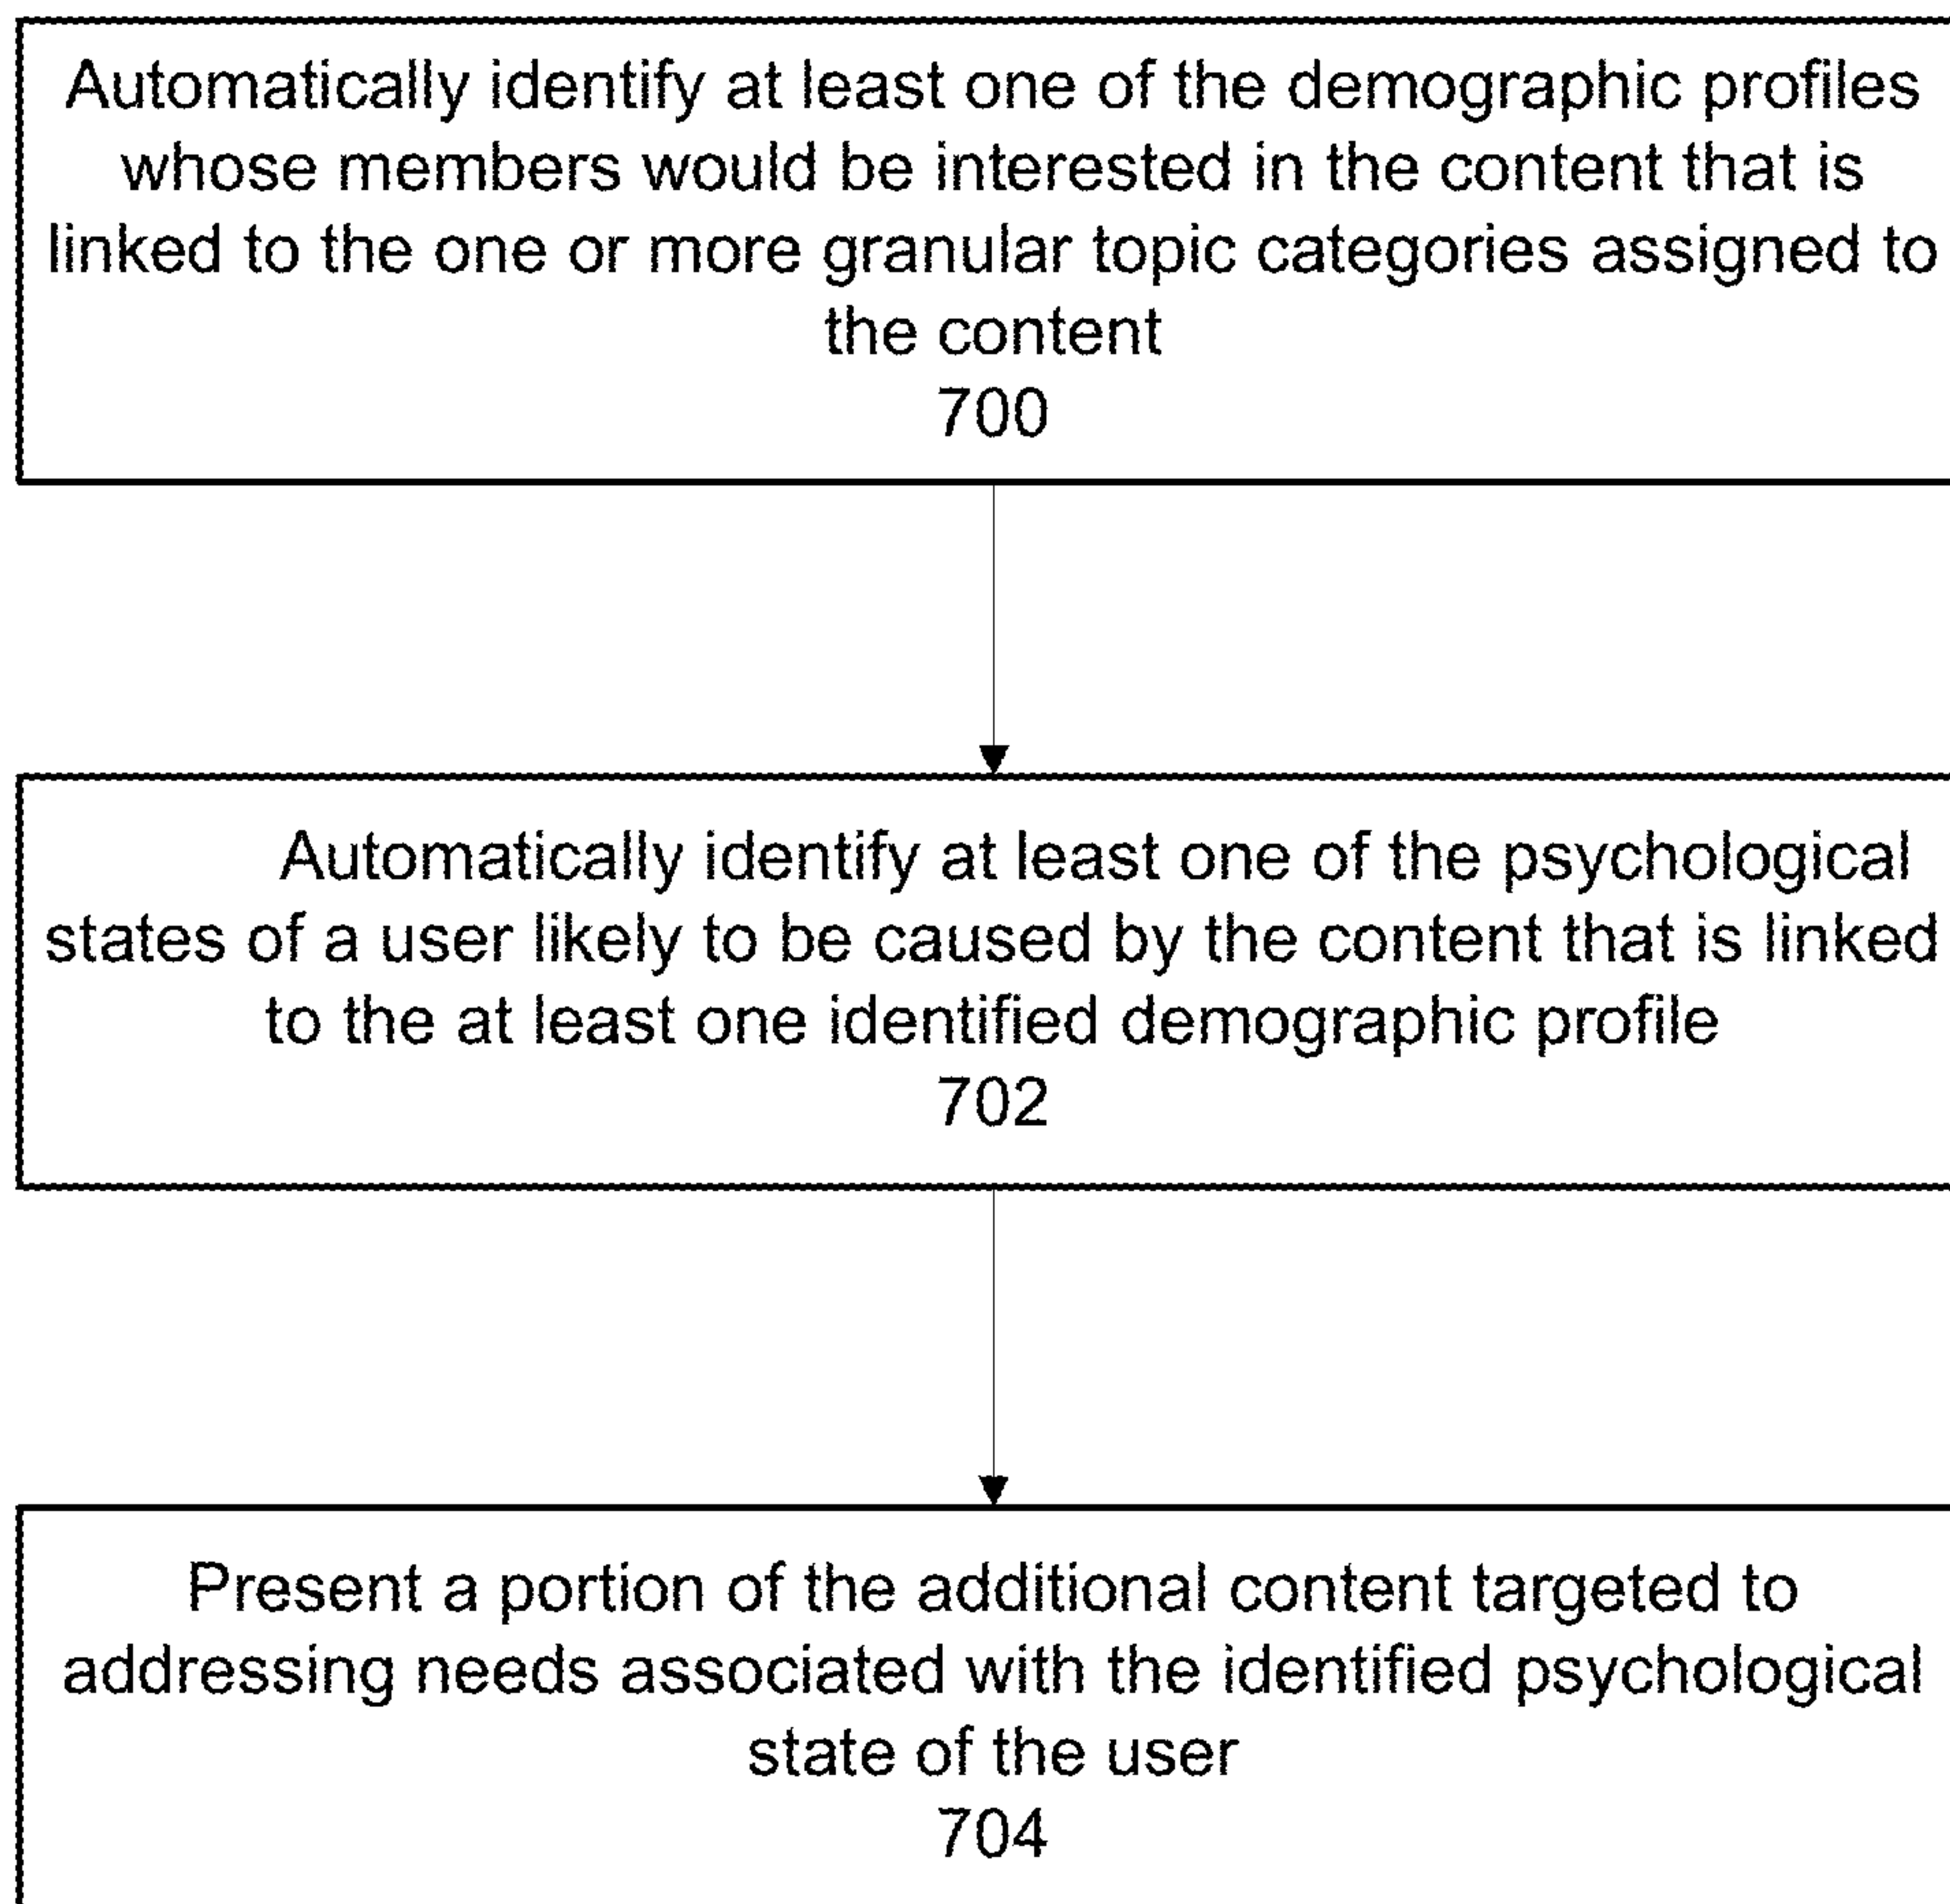 Automatically identify at least one of the demographic profiles
whose members would be interested in the content that is
linked to the one or more granular topic categories assigned to
the content
700
Automatically identify at least one of the psychological
states of a user likely to be caused by the content that is linked
to the at least one identified demographic profile
702
Present a portion of the additional content targeted to
addressing needs associated with the identified psychological
state of the user
704